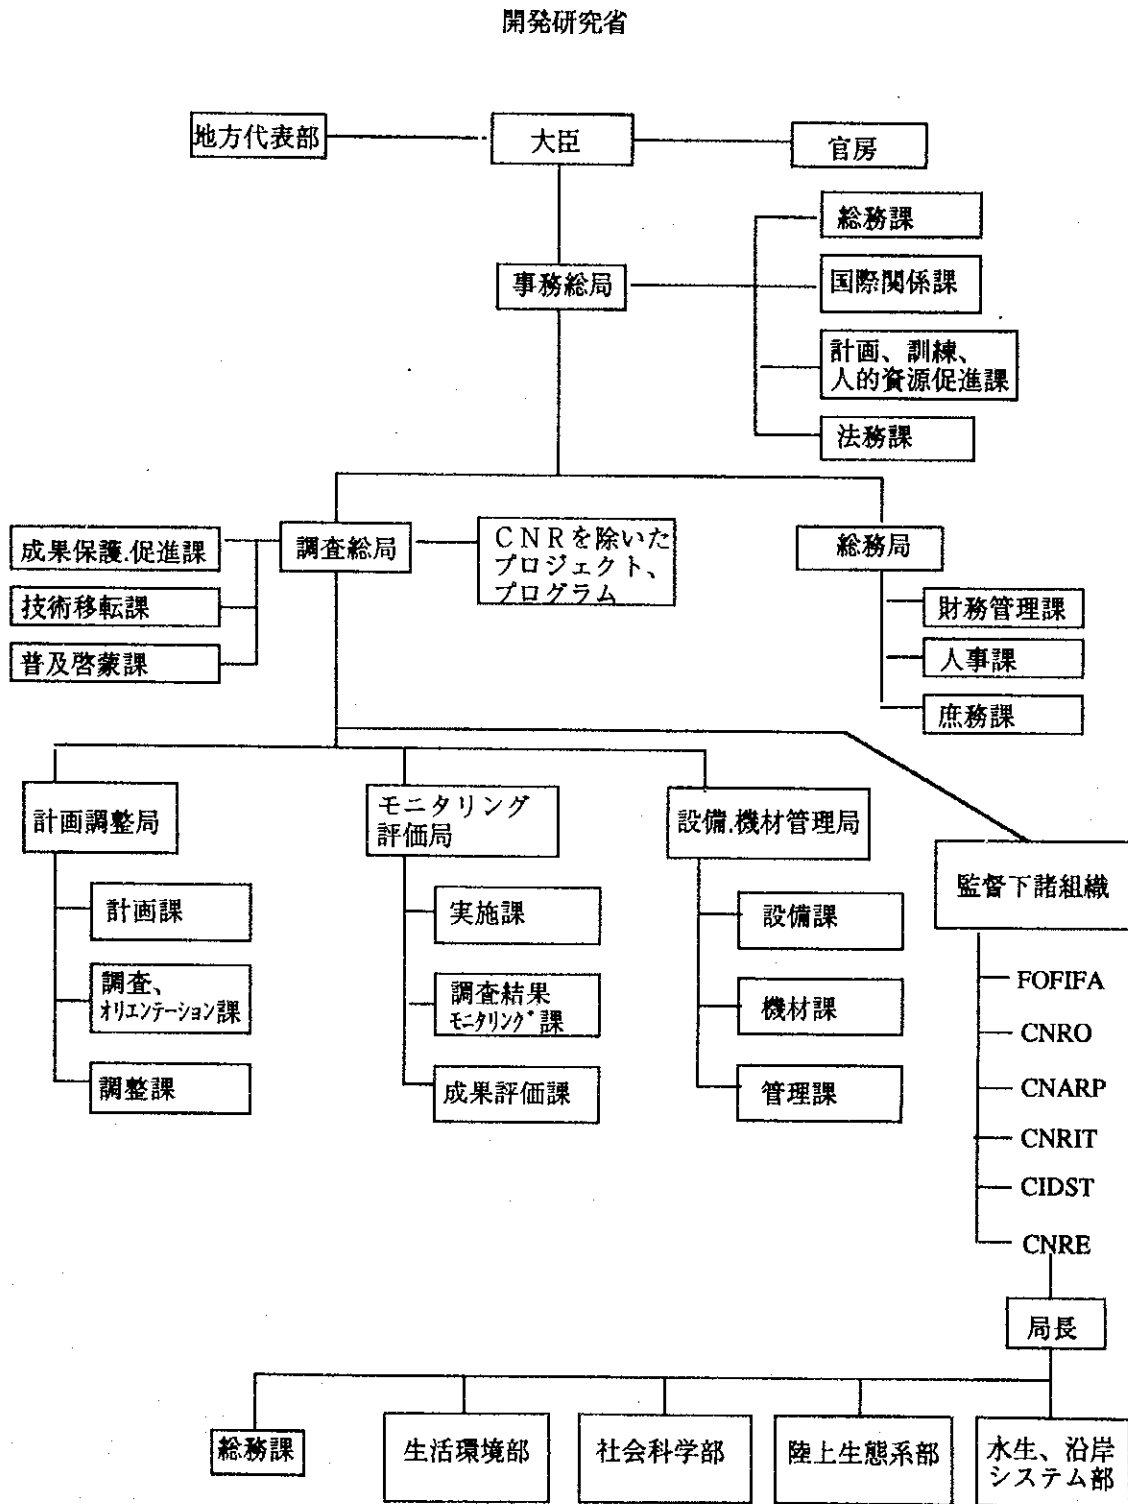 開発研究省
地方代表部
大臣
官房
総務課
事務総局
国際関係課
計画、訓練、
人的資源促進課
法務課
成果保護.促進課
調査総局
CNRを除いた
プロジェクト、
プログラム
総務局
技術移転課
財務管理課
普及啓蒙課
人事課
庶務課
計画調整局
モニタリング
評価局
設備.機材管理局
監督下諸組織
計画課
実施課
設備課
調査、
オリエンテーション課
調査結果
モニタリング課
機材課
調整課
成果評価課
管理課
FOFIFA
CNRO
CNARP
CNRIT
CIDST
CNRE
局長
総務課
生活環境部
社会科学部
陸上生態系部
水生、沿岸
システム部